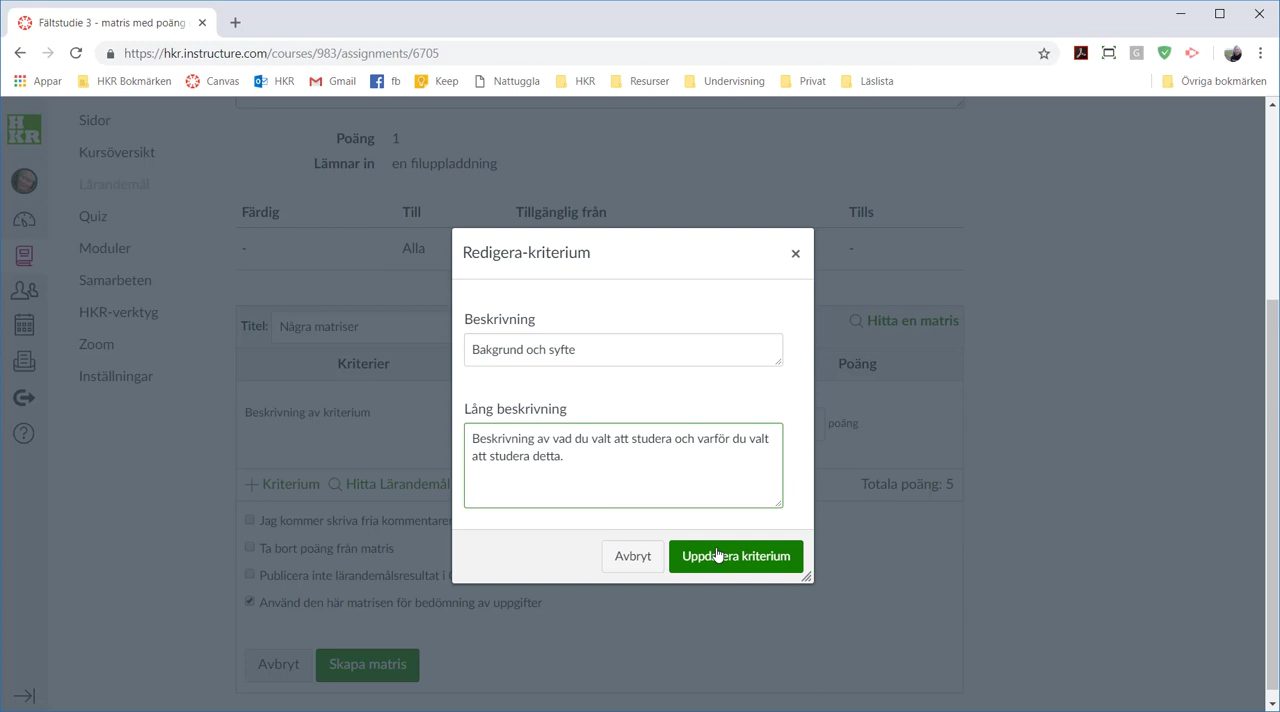 Fältstudie 3 - matris med poäng
https://hkr.instructure.com/courses/983/assignments/6705
Appar
HKR Bokmärken
Canvas
HKR
Gmail
fb
Keep
Nattuggla
HKR
Resurser
Undervisning
Privat
Läslista
Övriga bokmärken
H
KR
Sidor
Kursöversikt
Lärandemål
Quiz
Moduler
Samarbeten
HKR-verktyg
Zoom
Inställningar
Poäng 1
Lämnar in en filuppladdning
Färdig Till Tillgänglig från Tills
- Alla -
Titel: Några matriser
Hitta en matris
Kriterier Poäng
Beskrivning av kriterium
poäng
Kriterium Hitta Lärandemål
Totala poäng: 5
Jag kommer skriva fria kommentarer
Ta bort poäng från matris
Publicera inte lärandemålsresultat i
Använd den här matrisen för bedömning av uppgifter
Avbryt Skapa matris
Redigera-kriterium
Beskrivning
Bakgrund och syfte
Lång beskrivning
Beskrivning av vad du valt att studera och varför du valt
att studera detta.
Avbryt Uppdatera kriterium